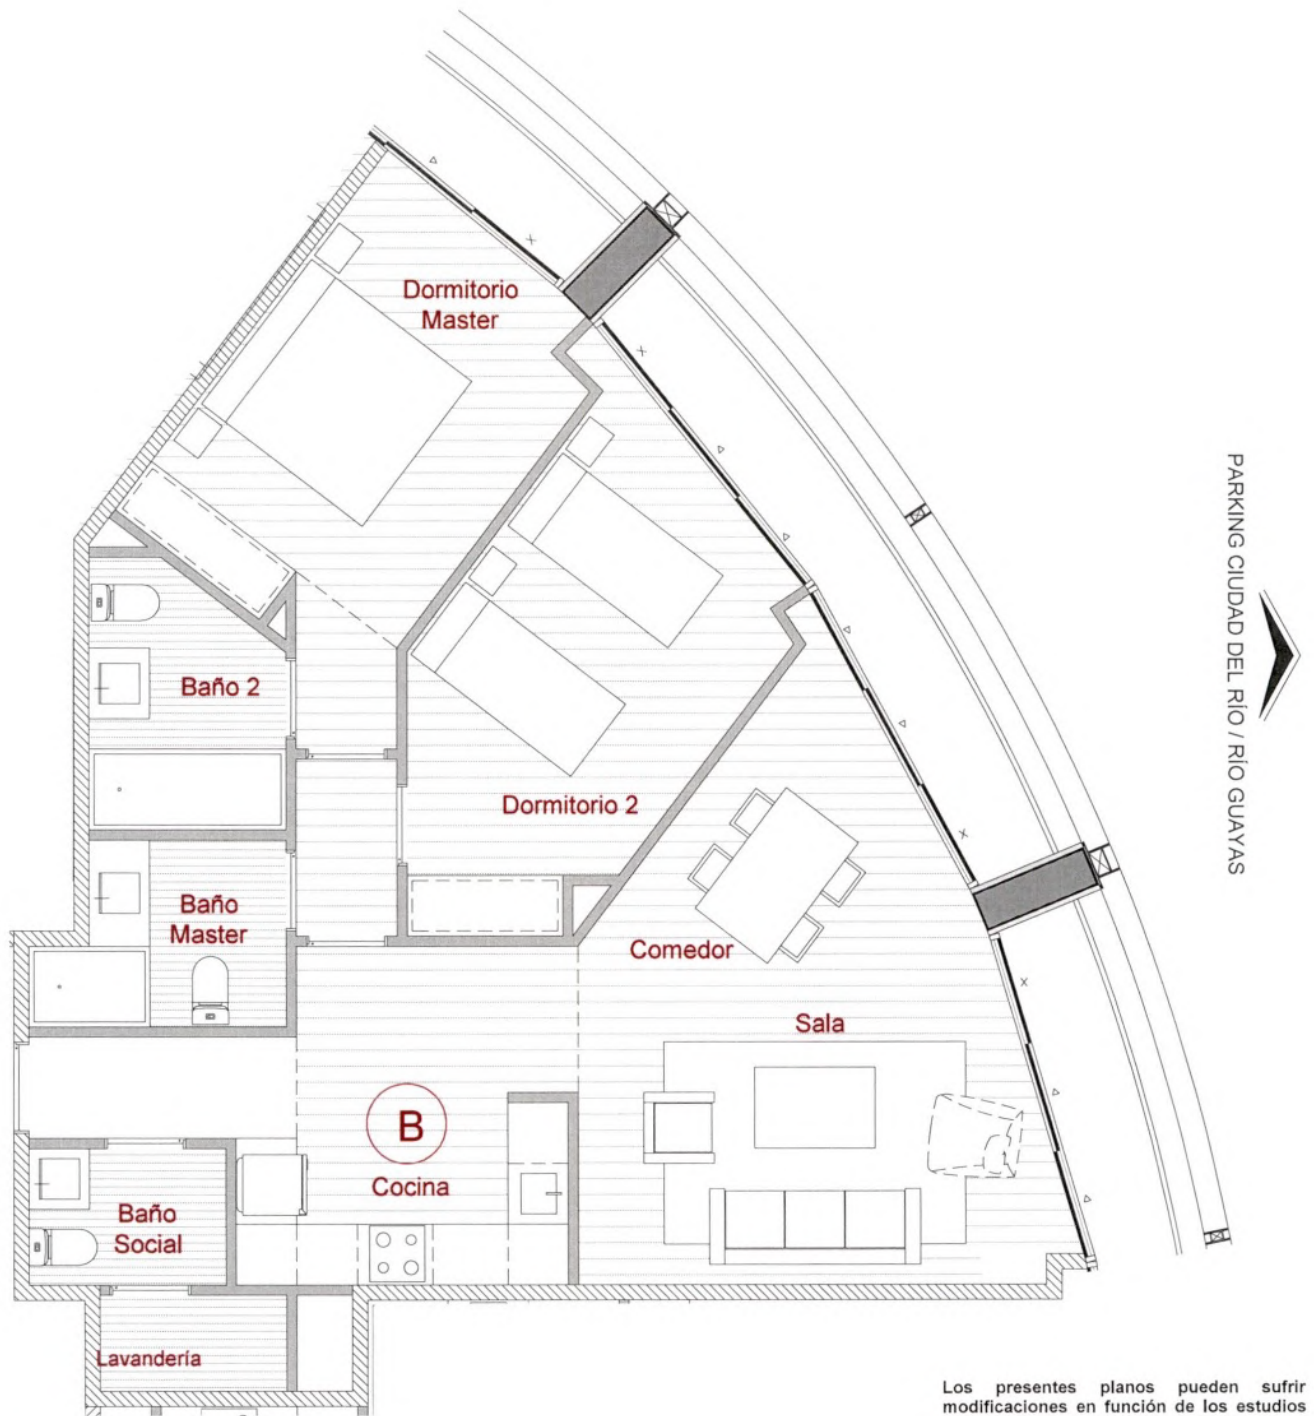 Dormitorio
Master
Baño 2
Dormitorio 2
Baño
Master
Comedor
Sala
B
Cocina
Baño
Social
Lavandería
PARKING CIUDAD DEL RÍO / RÍO GUAYAS
Los presentes planos pueden sufrir
modificaciones en función de los estudios